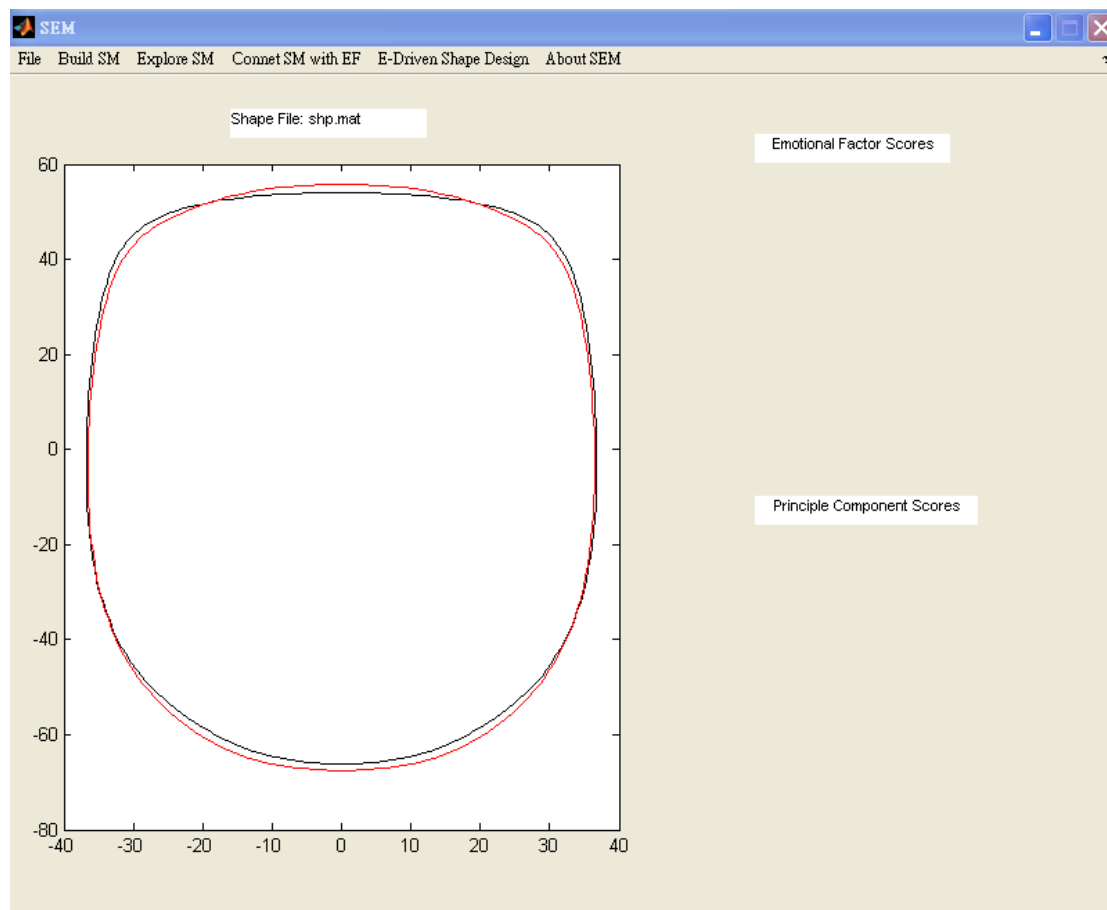 SEM
File Build SM Explore SM Connet SM with EF E-Driven Shape Design About SEM
Shape File: shp.mat
Emotional Factor Scores
60
40
20
0
-20
-40
-60
-80
-40 -30 -20 -10 0 10 20 30 40
Principle Component Scores